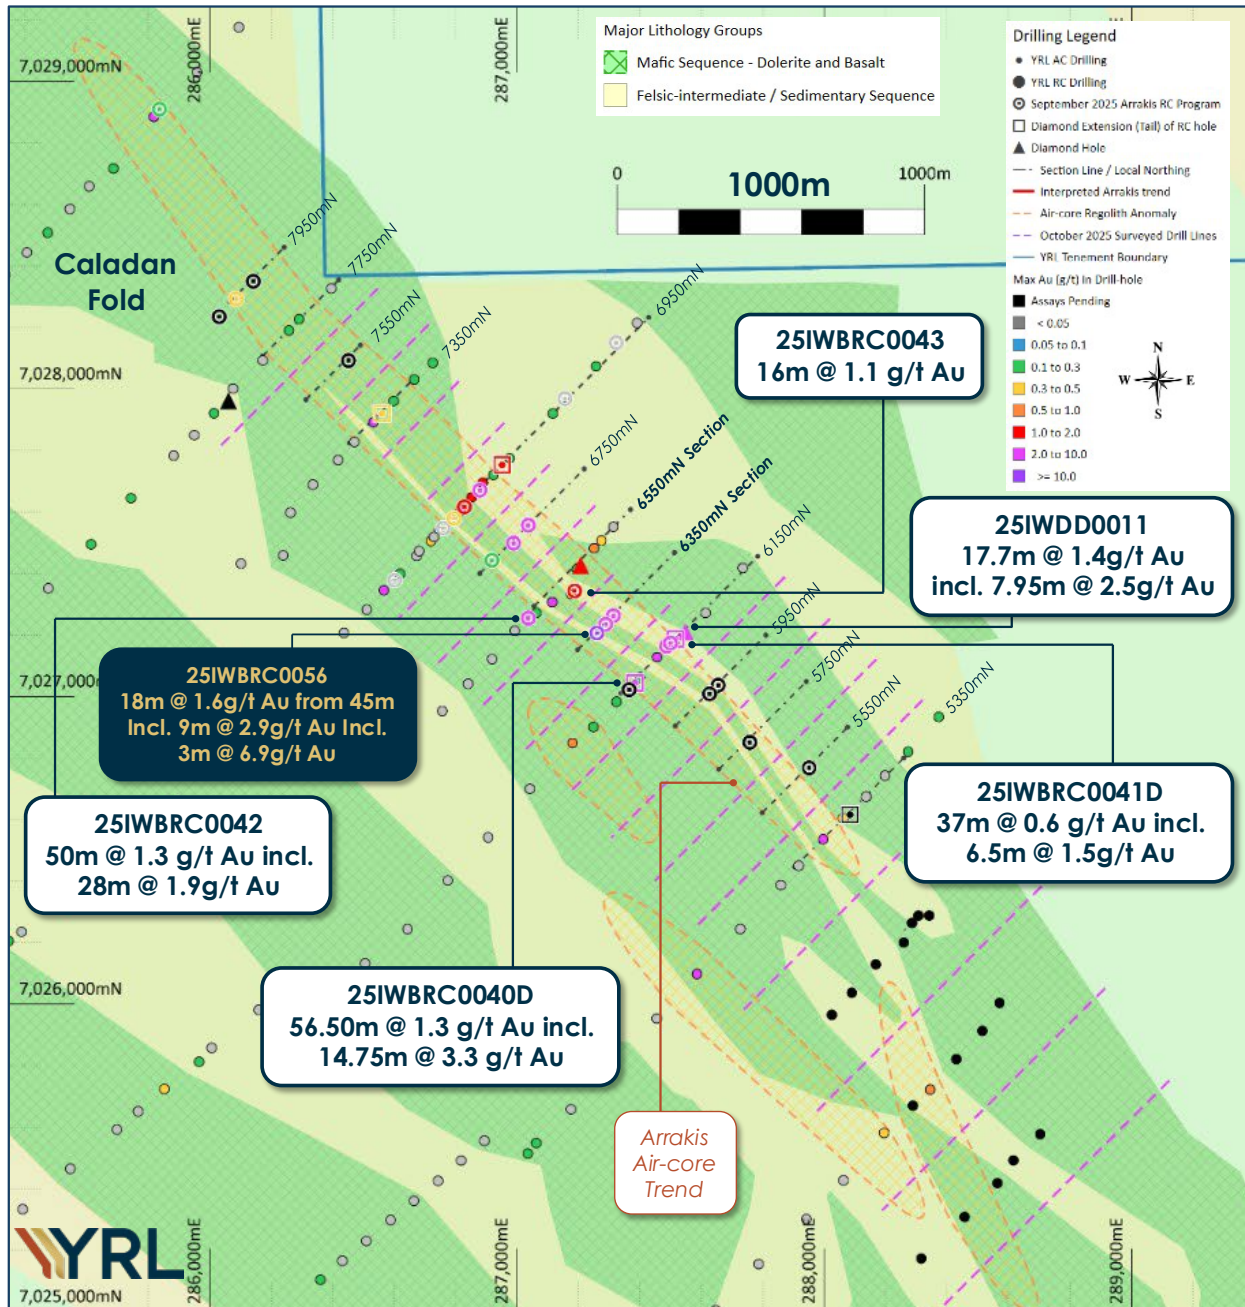 Major Lithology Groups
Mafic Sequence - Dolerite and Basalt
Felsic-intermediate / Sedimentary Sequence
Drilling Legend
YRL AC Drilling
YRL RC Drilling
September 2025 Arrakis RC Program
Diamond Extension (Tail) of RC hole
Diamond Hole
Section Line / Local Northing
Interpreted Arrakis trend
Air-core Regolith Anomaly
October 2025 Surveyed Drill Lines
YRL Tenement Boundary
Max Au (g/t) In Drill-hole
Assays Pending
< 0.05
0.05 to 0.1
0.1 to 0.3
0.3 to 0.5
0.5 to 1.0
1.0 to 2.0
2.0 to 10.0
>= 10.0
N
W E
S
0
1000m
1000m
286,000mE
287,000mE
7,029,000mN
7,028,000mN
7,027,000mN
7,026,000mN
7,025,000mN
Caladan
Fold
7950mN
7750mN
7550mN
7350mN
6950mN
6750mN
6550mN Section
6350mN Section
6150mN
5950mN
5750mN
5550mN
5350mN
25IWBRC0043
16m @ 1.1 g/t Au
25IWDD0011
17.7m @ 1.4g/t Au
incl. 7.95m @ 2.5g/t Au
25IWBRC0056
18m @ 1.6g/t Au from 45m
Incl. 9m @ 2.9g/t Au Incl.
3m @ 6.9g/t Au
25IWBRC0042
50m @ 1.3 g/t Au incl.
28m @ 1.9g/t Au
25IWBRC0041D
37m @ 0.6 g/t Au incl.
6.5m @ 1.5g/t Au
25IWBRC0040D
56.50m @ 1.3 g/t Au incl.
14.75m @ 3.3 g/t Au
Arrakis
Air-core
Trend
YRL
286,000mE
287,000mE
288,000mE
289,000mE